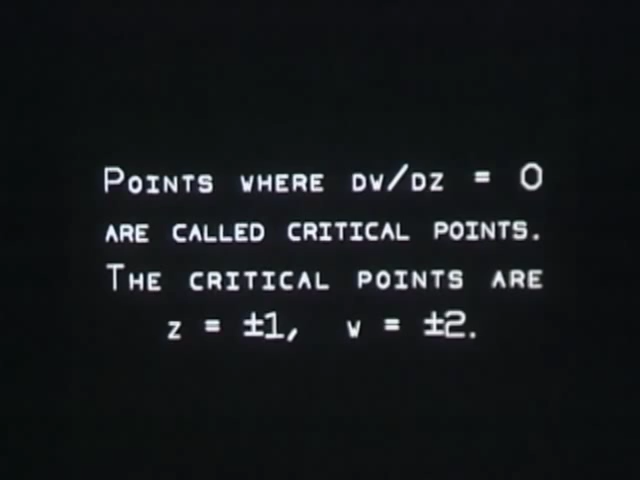 Points where dw/dz = 0
are called critical points.
The critical points are
z = ±1, w = ±2.